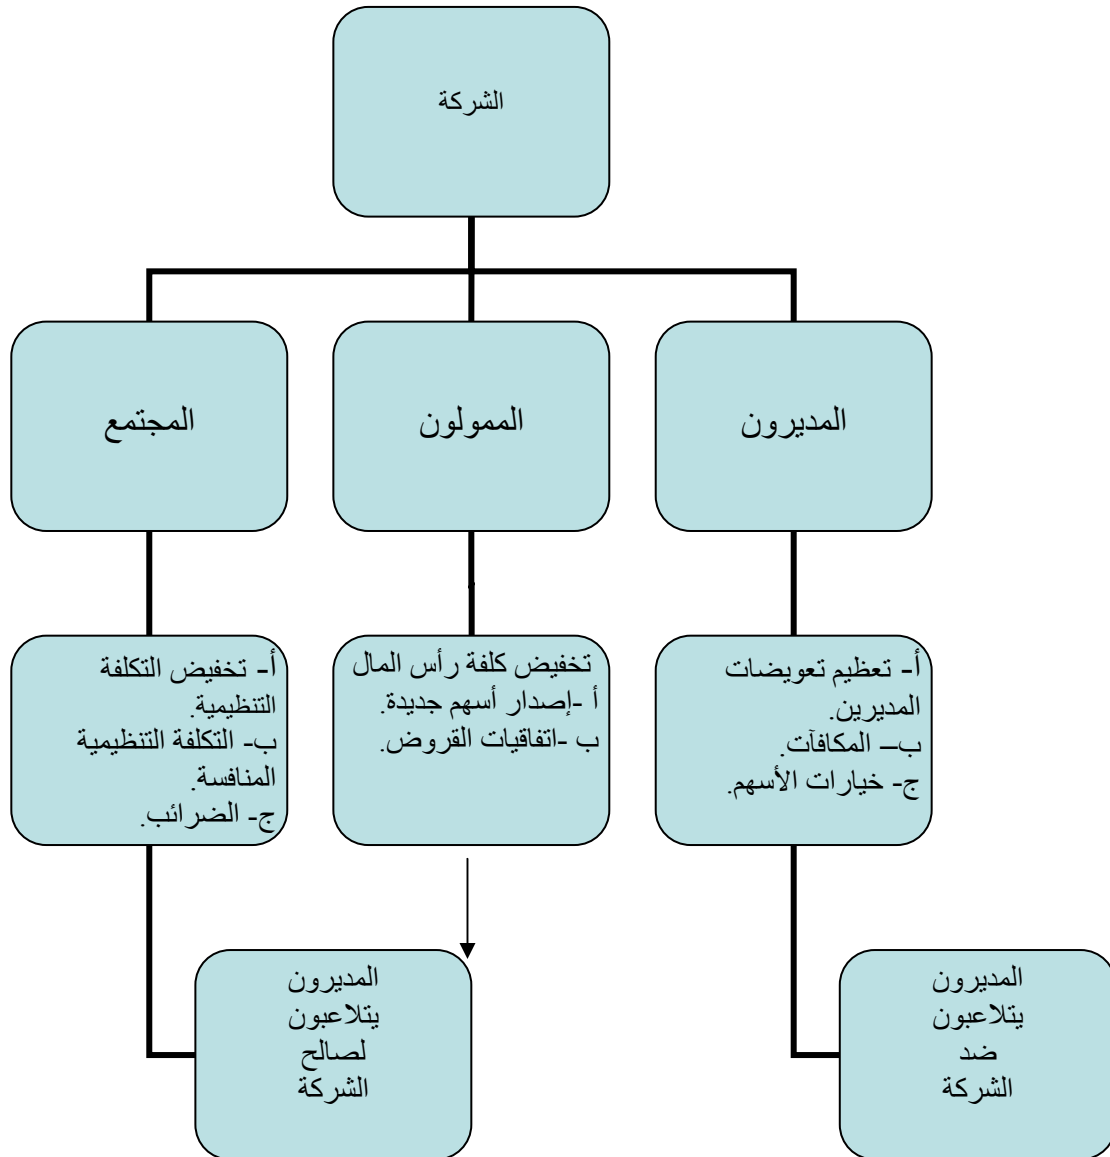 الشركة
المديرون
الممولون
المجتمع
أ- تعظيم تعويضات
المديرين.
ب– المكافآت.
ج- خيارات الأسهم.
تخفيض كلفة رأس المال
أ -إصدار أسهم جديدة.
ب -اتفاقيات القروض.
أ- تخفيض التكلفة
التنظيمية.
ب- التكلفة التنظيمية
المنافسة.
ج- الضرائب.
المديرون
يتلاعبون
ضد
الشركة
المديرون
يتلاعبون
لصالح
الشركة